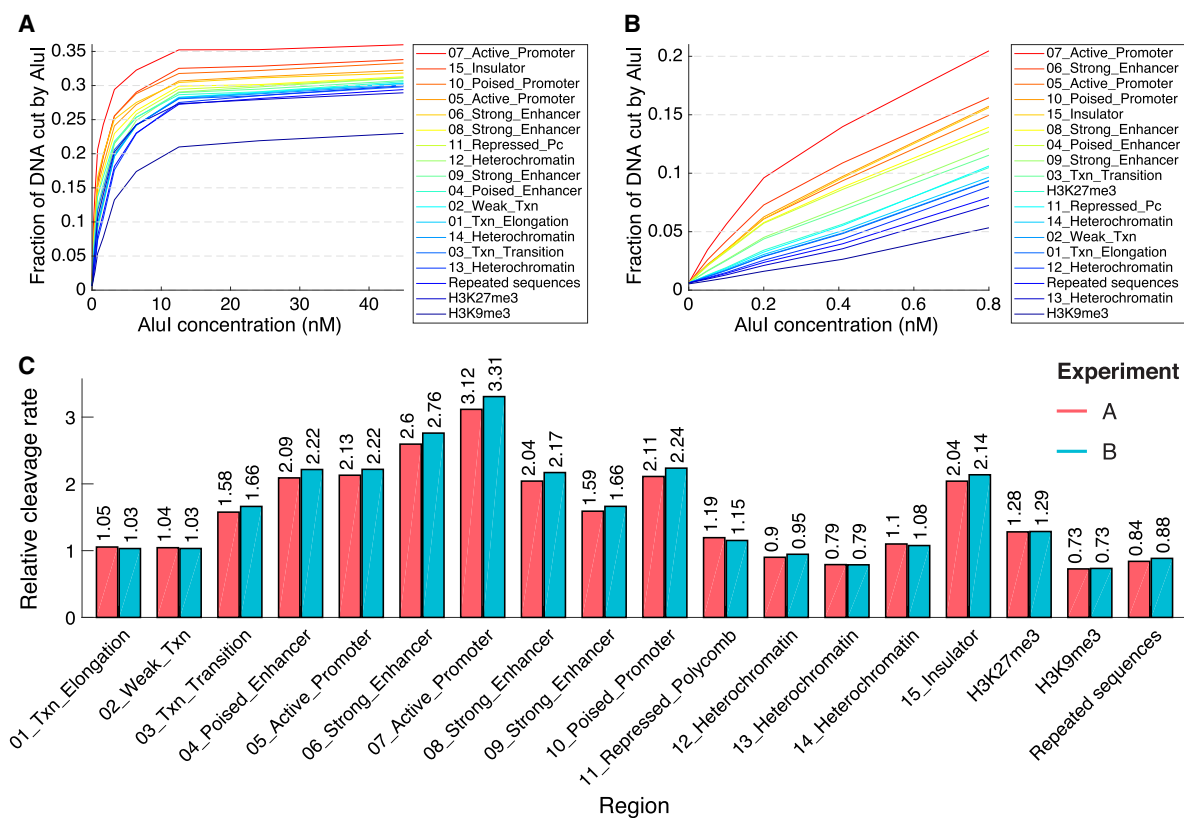 A
Fraction of DNA cut by AluI
0.35
0.3
0.25
0.2
0.15
0.1
0.05
0
0
10
20
30
40
AluI concentration (nM)
07_Active_Promoter
15_Insulator
10_Poised_Promoter
05_Active_Promoter
06_Strong_Enhancer
08_Strong_Enhancer
11_Repressed_Pc
12_Heterochromatin
09_Strong_Enhancer
04_Poised_Enhancer
02_Weak_Txn
01_Txn_Elongation
14_Heterochromatin
03_Txn_Transition
13_Heterochromatin
Repeated sequences
H3K27me3
H3K9me3
B
Fraction of DNA cut by AluI
0.2
0.15
0.1
0.05
0
0
0.2
0.4
0.6
0.8
AluI concentration (nM)
07_Active_Promoter
06_Strong_Enhancer
05_Active_Promoter
10_Poised_Promoter
15_Insulator
08_Strong_Enhancer
04_Poised_Enhancer
09_Strong_Enhancer
03_Txn_Transition
H3K27me3
11_Repressed_Pc
14_Heterochromatin
02_Weak_Txn
01_Txn_Elongation
12_Heterochromatin
Repeated sequences
13_Heterochromatin
H3K9me3
C
Relative cleavage rate
3
2
1
0
1.05
1.03
1.04
1.03
1.58
1.66
2.09
2.22
2.13
2.22
2.6
2.76
3.12
3.31
2.04
2.17
1.59
1.66
2.11
2.24
1.19
1.15
0.9
0.95
0.79
0.79
1.1
1.08
2.04
2.14
1.28
1.29
0.73
0.73
0.84
0.88
Experiment
A
B
01_Txn_Elongation
02_Weak_Txn
03_Txn_Transition
04_Poised_Enhancer
05_Active_Promoter
06_Strong_Enhancer
07_Active_Promoter
08_Strong_Enhancer
09_Strong_Enhancer
10_Poised_Promoter
11_Repressed_Polycomb
12_Heterochromatin
13_Heterochromatin
14_Heterochromatin
15_Insulator
H3K27me3
H3K9me3
Repeated sequences
Region